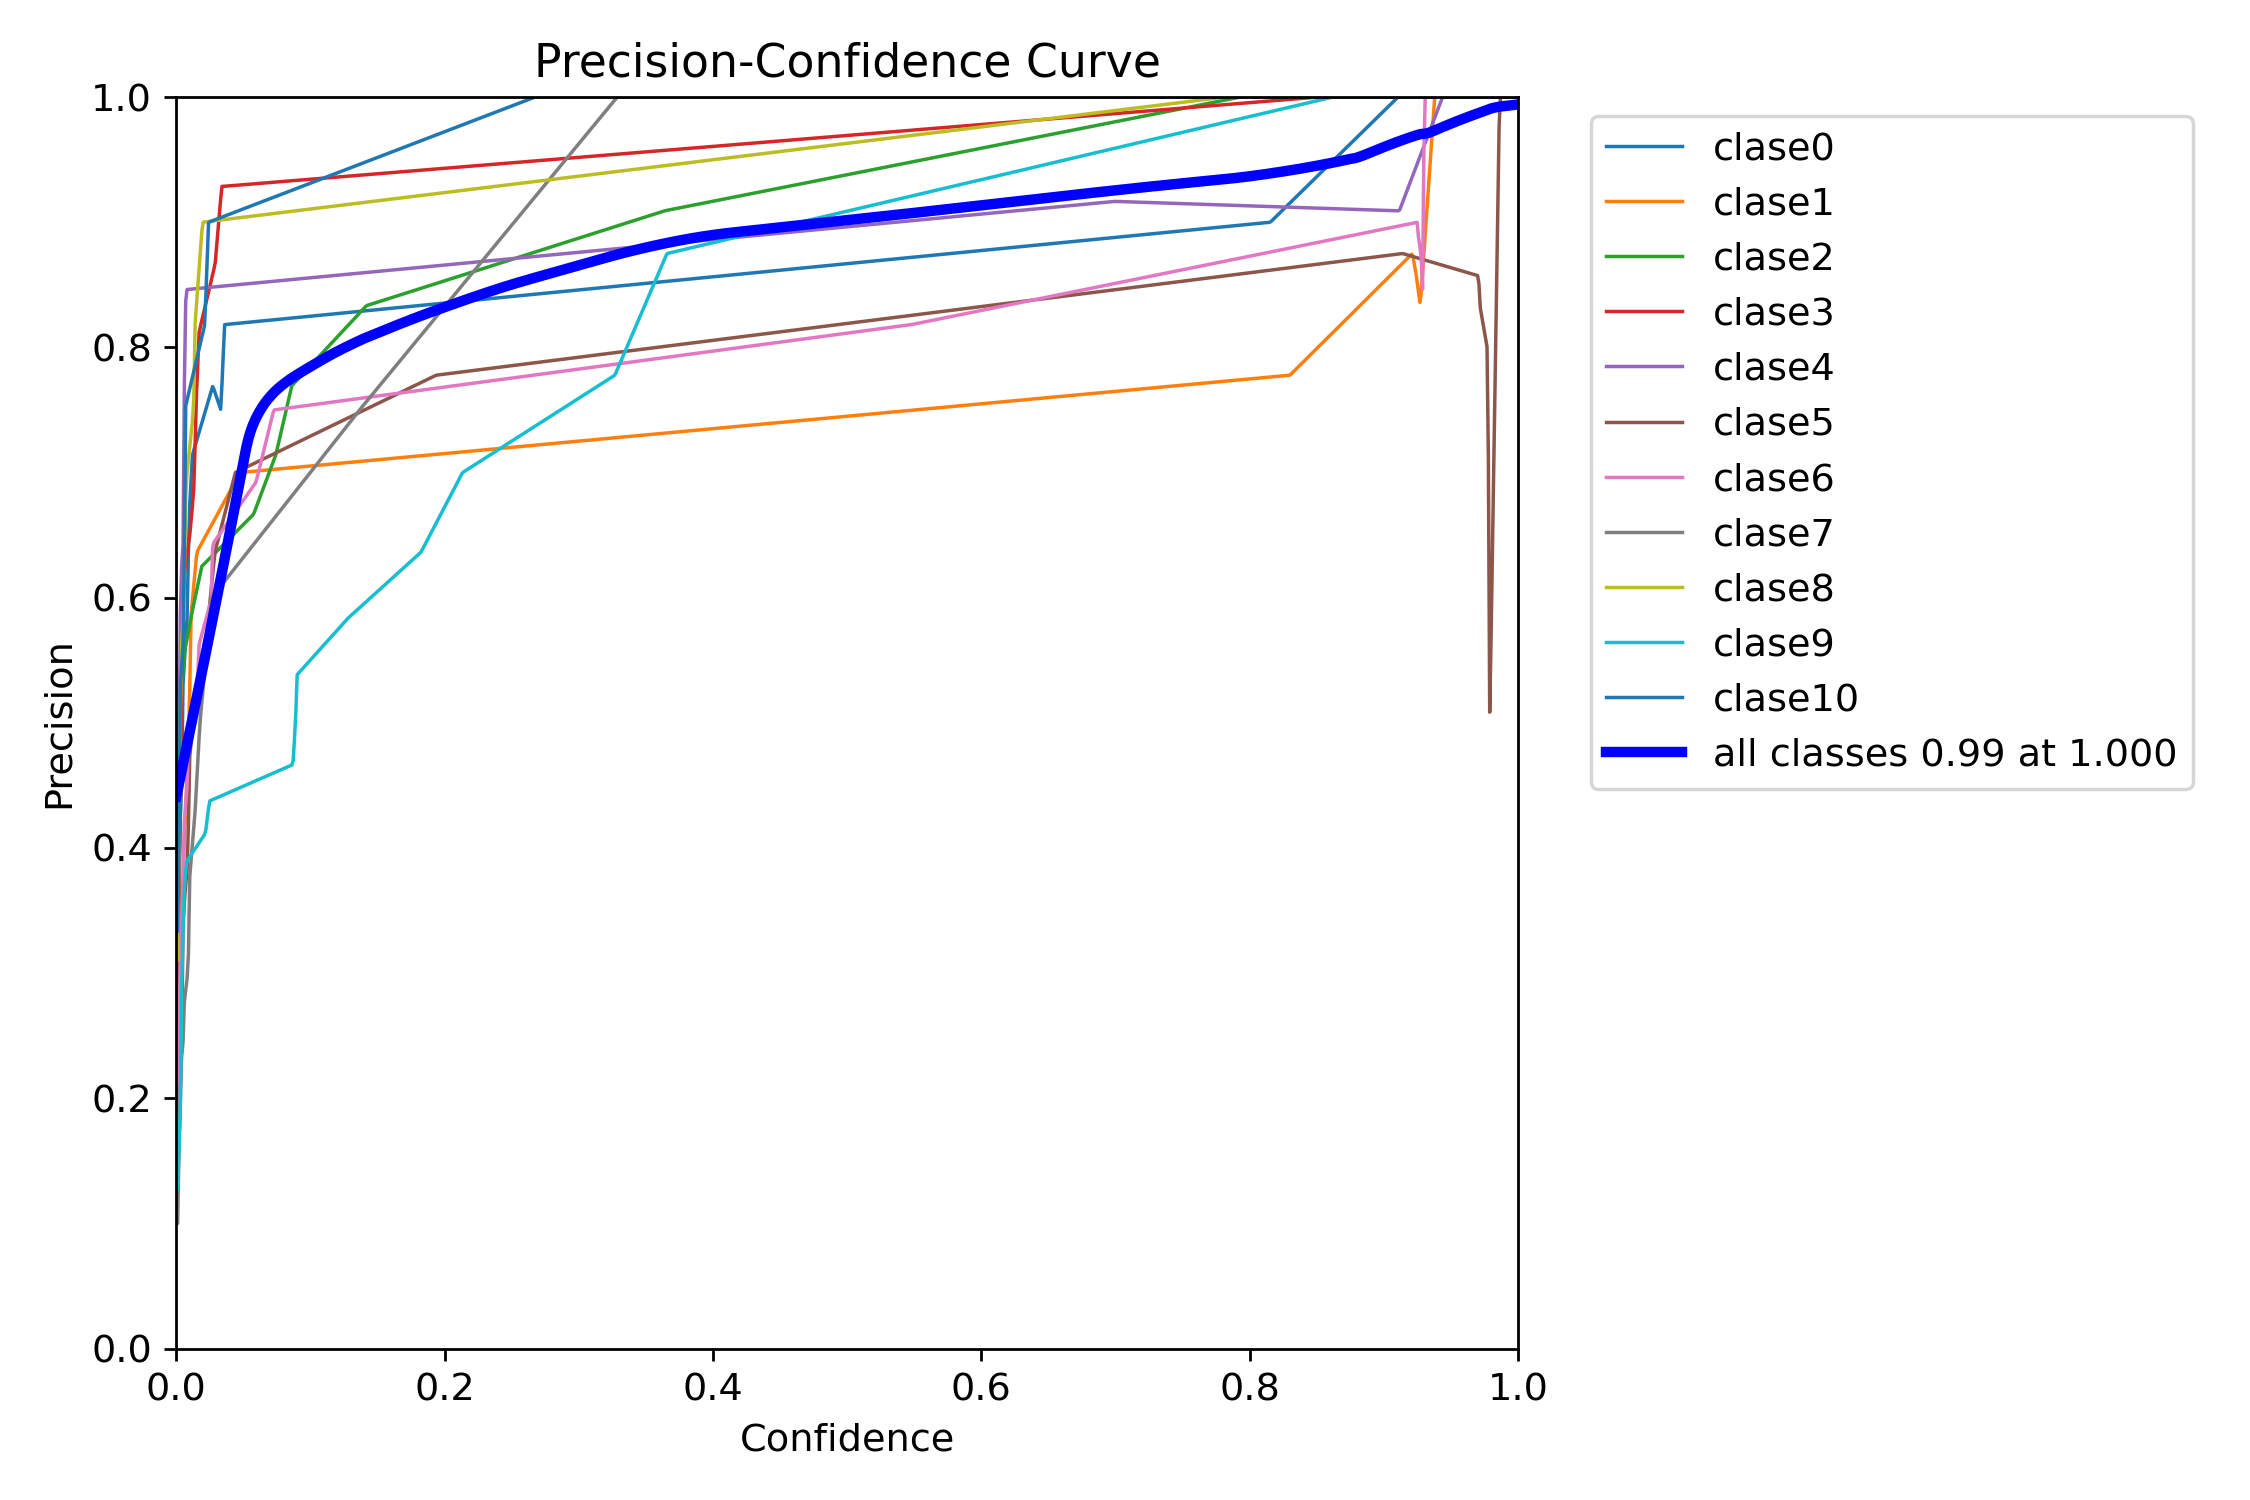 Precision-Confidence Curve
1.0
0.8
0.6
0.4
0.2
0.0
Precision
0.0 0.2 0.4 0.6 0.8 1.0
Confidence
clase0
clase1
clase2
clase3
clase4
clase5
clase6
clase7
clase8
clase9
clase10
all classes 0.99 at 1.000